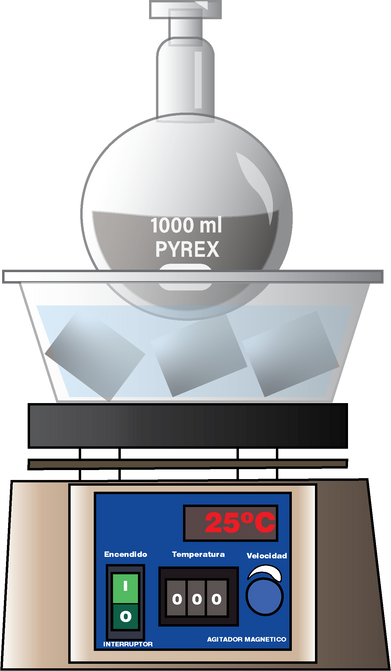 1000 ml
PYREX
25°C
Encendido Temperatura Velocidad
I
O
0 0 0
INTERRUPTOR AGITADOR MAGNETICO